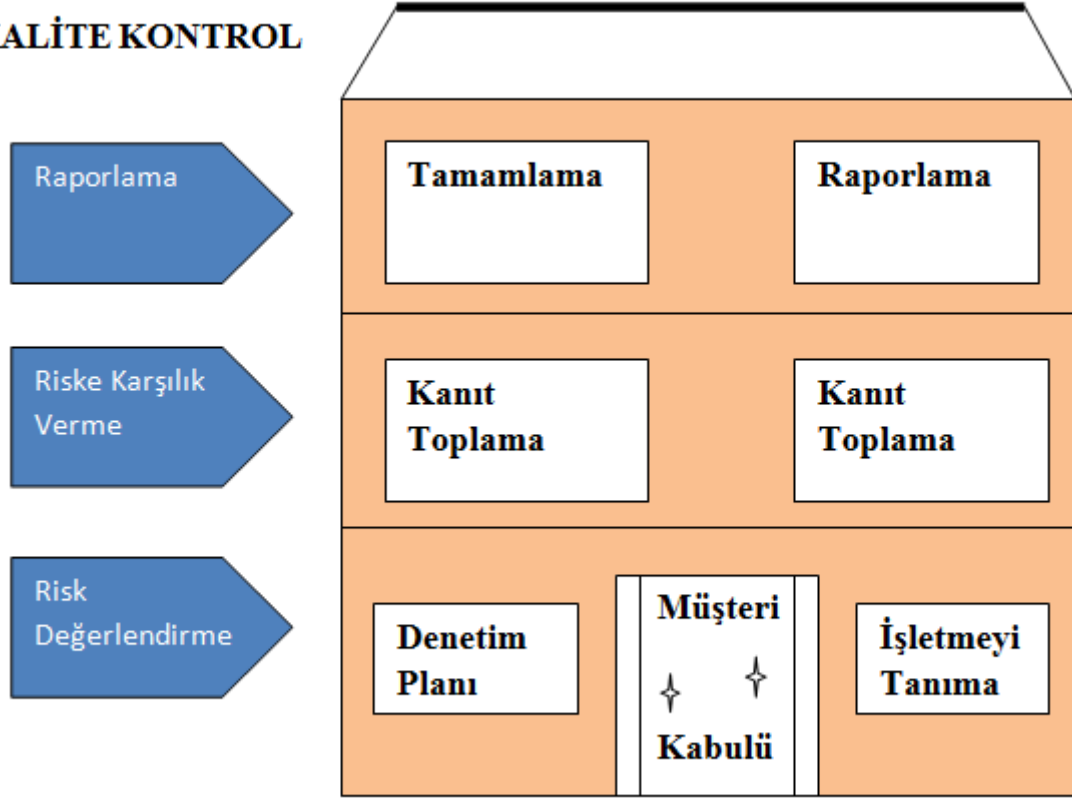 ALİTE KONTROL
Raporlama
Tamamlama
Raporlama
Riske Karşılık
Verme
Kanıt
Toplama
Kanıt
Toplama
Risk
Değerlendirme
Denetim
Planı
Müşteri
Kabulü
İşletmeyi
Tanıma